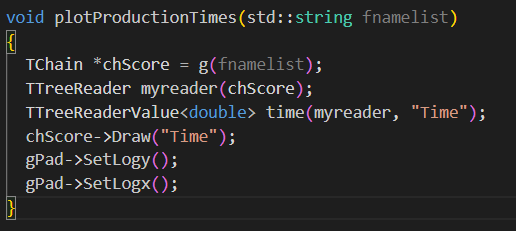 void plotProductionTimes(std::string fnamelist)
{
  TChain *chScore = g(fnamelist);
  TTreeReader myreader(chScore);
  TTreeReaderValue<double> time(myreader, "Time");
  chScore->Draw("Time");
  gPad->SetLogy();
  gPad->SetLogx();
}